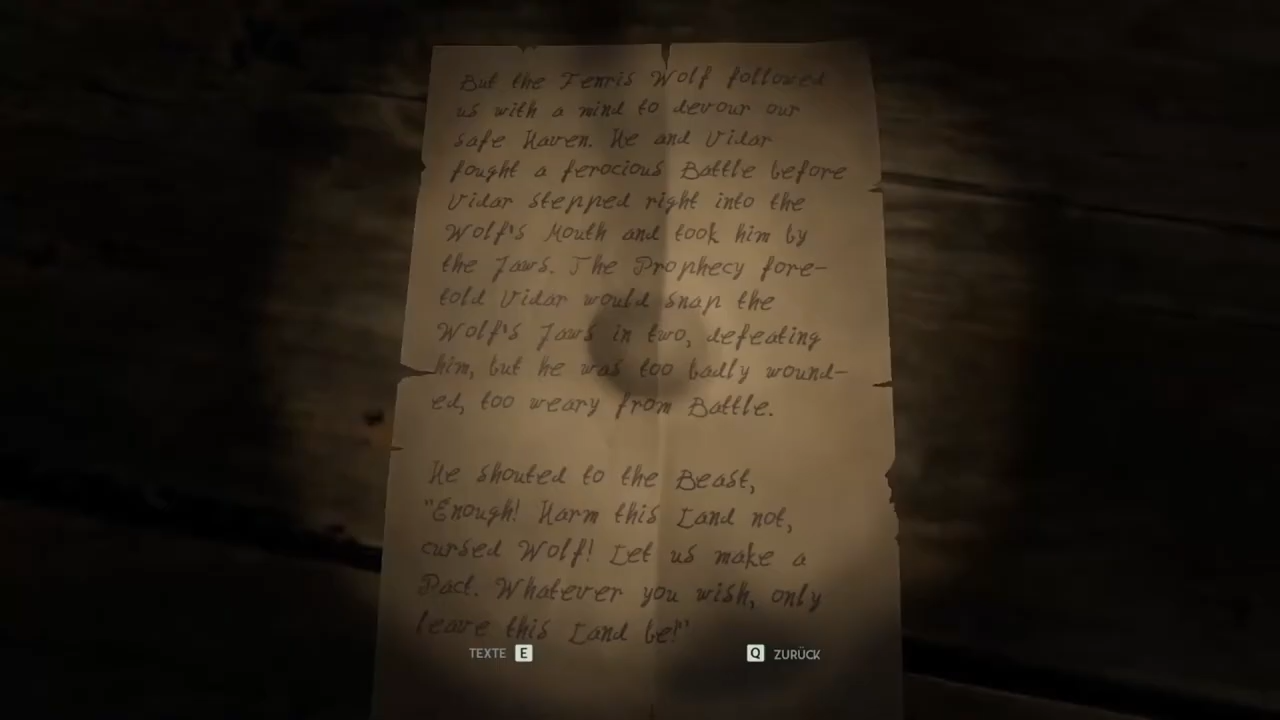 But the Fenris Wolf followed
us with a mind to devour our
safe Haven. He and Vidar
fought a ferocious Battle before
Vidar stepped right into the
Wolf's Mouth and took him by
the Jaws. The Prophecy fore-
told Vidar would snap the
Wolf's Jaws in two, defeating
him, but he was too badly wound-
ed, too weary from Battle.
He shouted to the Beast,
"Enough! Harm this Land not,
cursed Wolf! Let us make a
Pact. Whatever you wish, only
leave this Land be!"
TEXTE E Q ZURÜCK